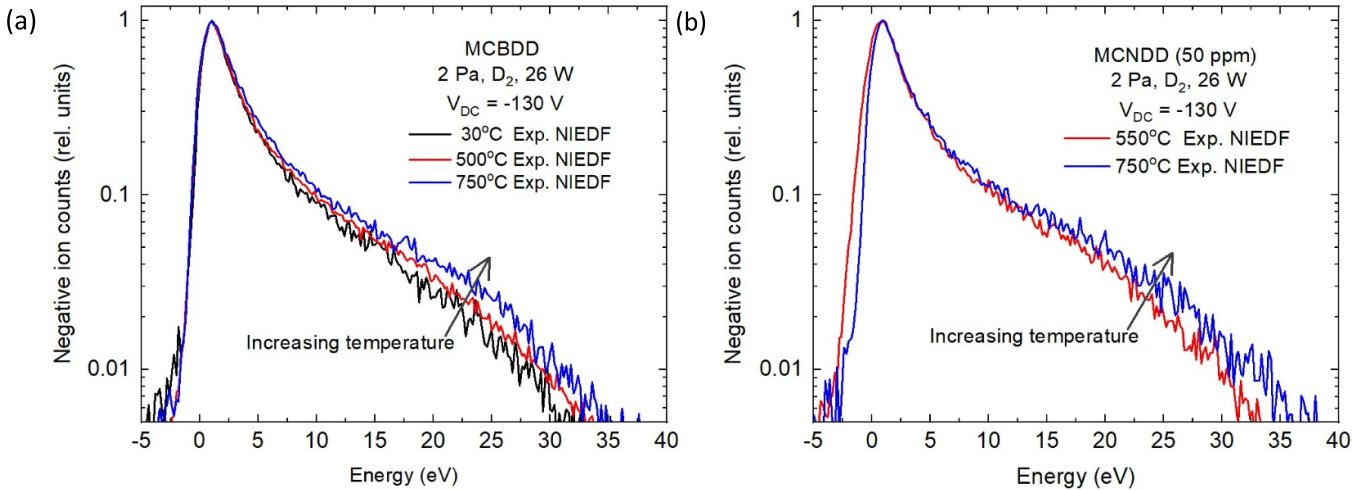 (a)
Negative ion counts (rel. units)
1
0.1
0.01
MCBDD
2 Pa, D₂, 26 W
V_DC = -130 V
30°C Exp. NIEDF
500°C Exp. NIEDF
750°C Exp. NIEDF
Increasing temperature
-5 0 5 10 15 20 25 30 35 40
Energy (eV)
(b)
Negative ion counts (rel. units)
1
0.1
0.01
MCNDD (50 ppm)
2 Pa, D₂, 26 W
V_DC = -130 V
550°C Exp. NIEDF
750°C Exp. NIEDF
Increasing temperature
-5 0 5 10 15 20 25 30 35 40
Energy (eV)